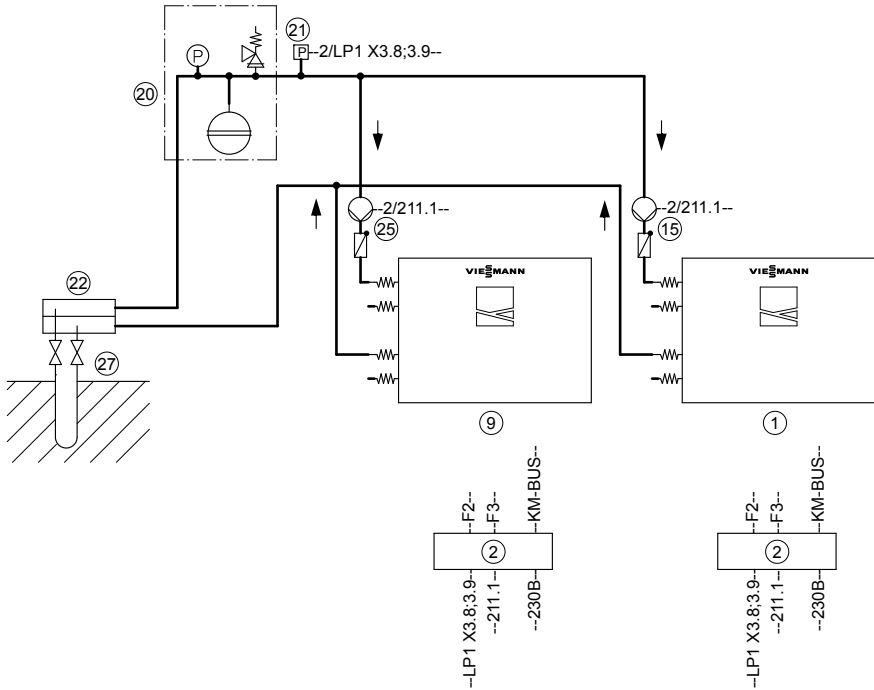 21
P
P
--2/LP1 X3.8;3.9--
20
--2/211.1--
25
--2/211.1--
15
22
VIESSMANN
VIESSMANN
27
9
1
--F2--
--F3--
--KM-BUS--
2
--LP1 X3.8;3.9--
--211.1--
--230B--
--F2--
--F3--
--KM-BUS--
2
--LP1 X3.8;3.9--
--211.1--
--230B--